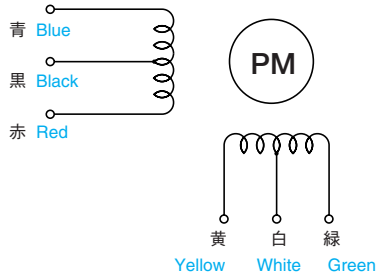 青 Blue
黒 Black
赤 Red
PM
黄 白 緑
Yellow White Green